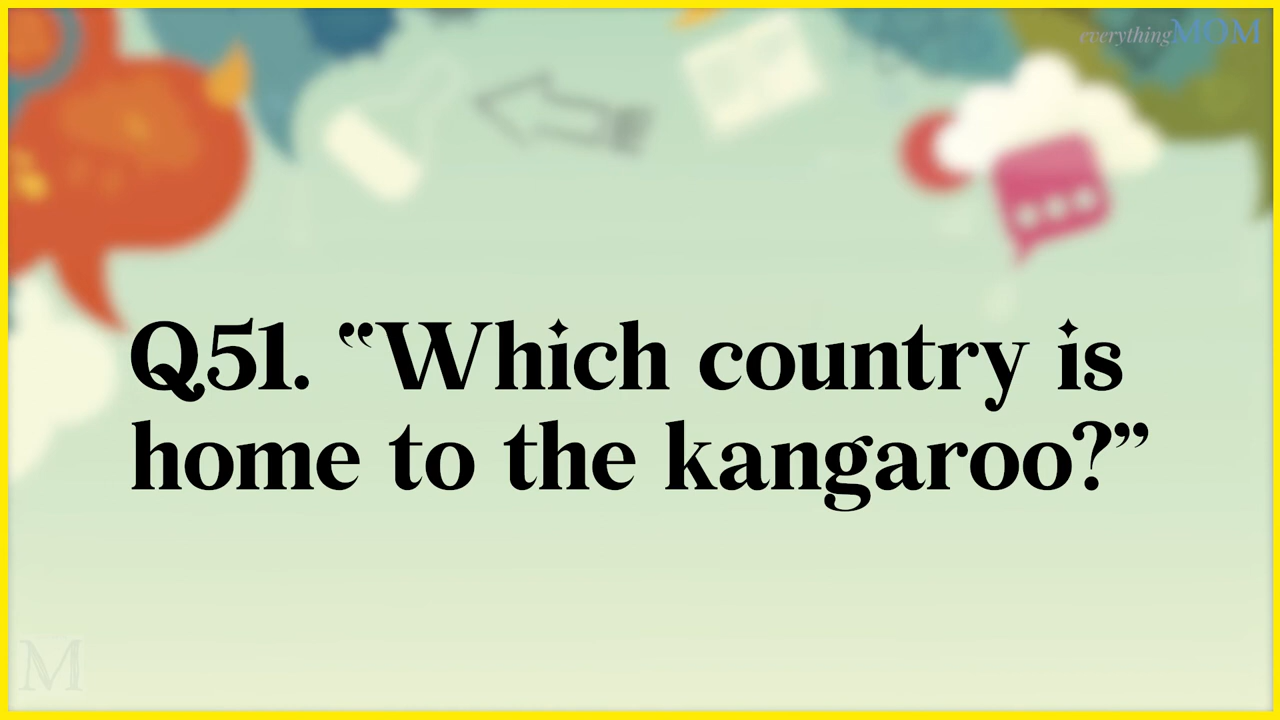 everythingMOM
Q51. “Which country is
home to the kangaroo?”
M